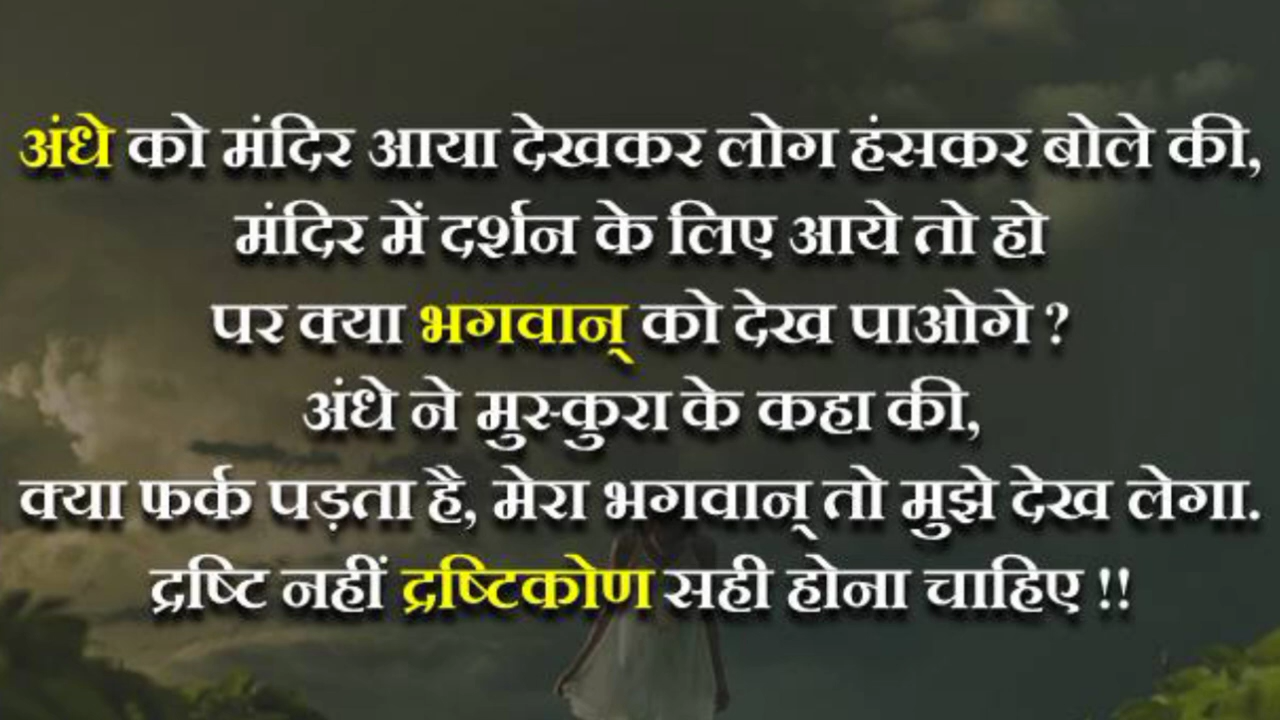 अंधे को मंदिर आया देखकर लोग हंसकर बोले की,
मंदिर में दर्शन के लिए आये तो हो
पर क्या भगवान् को देख पाओगे ?
अंधे ने मुस्कुरा के कहा की,
क्या फर्क पड़ता है, मेरा भगवान् तो मुझे देख लेगा.
द्रष्टि नहीं द्रष्टिकोण सही होना चाहिए !!